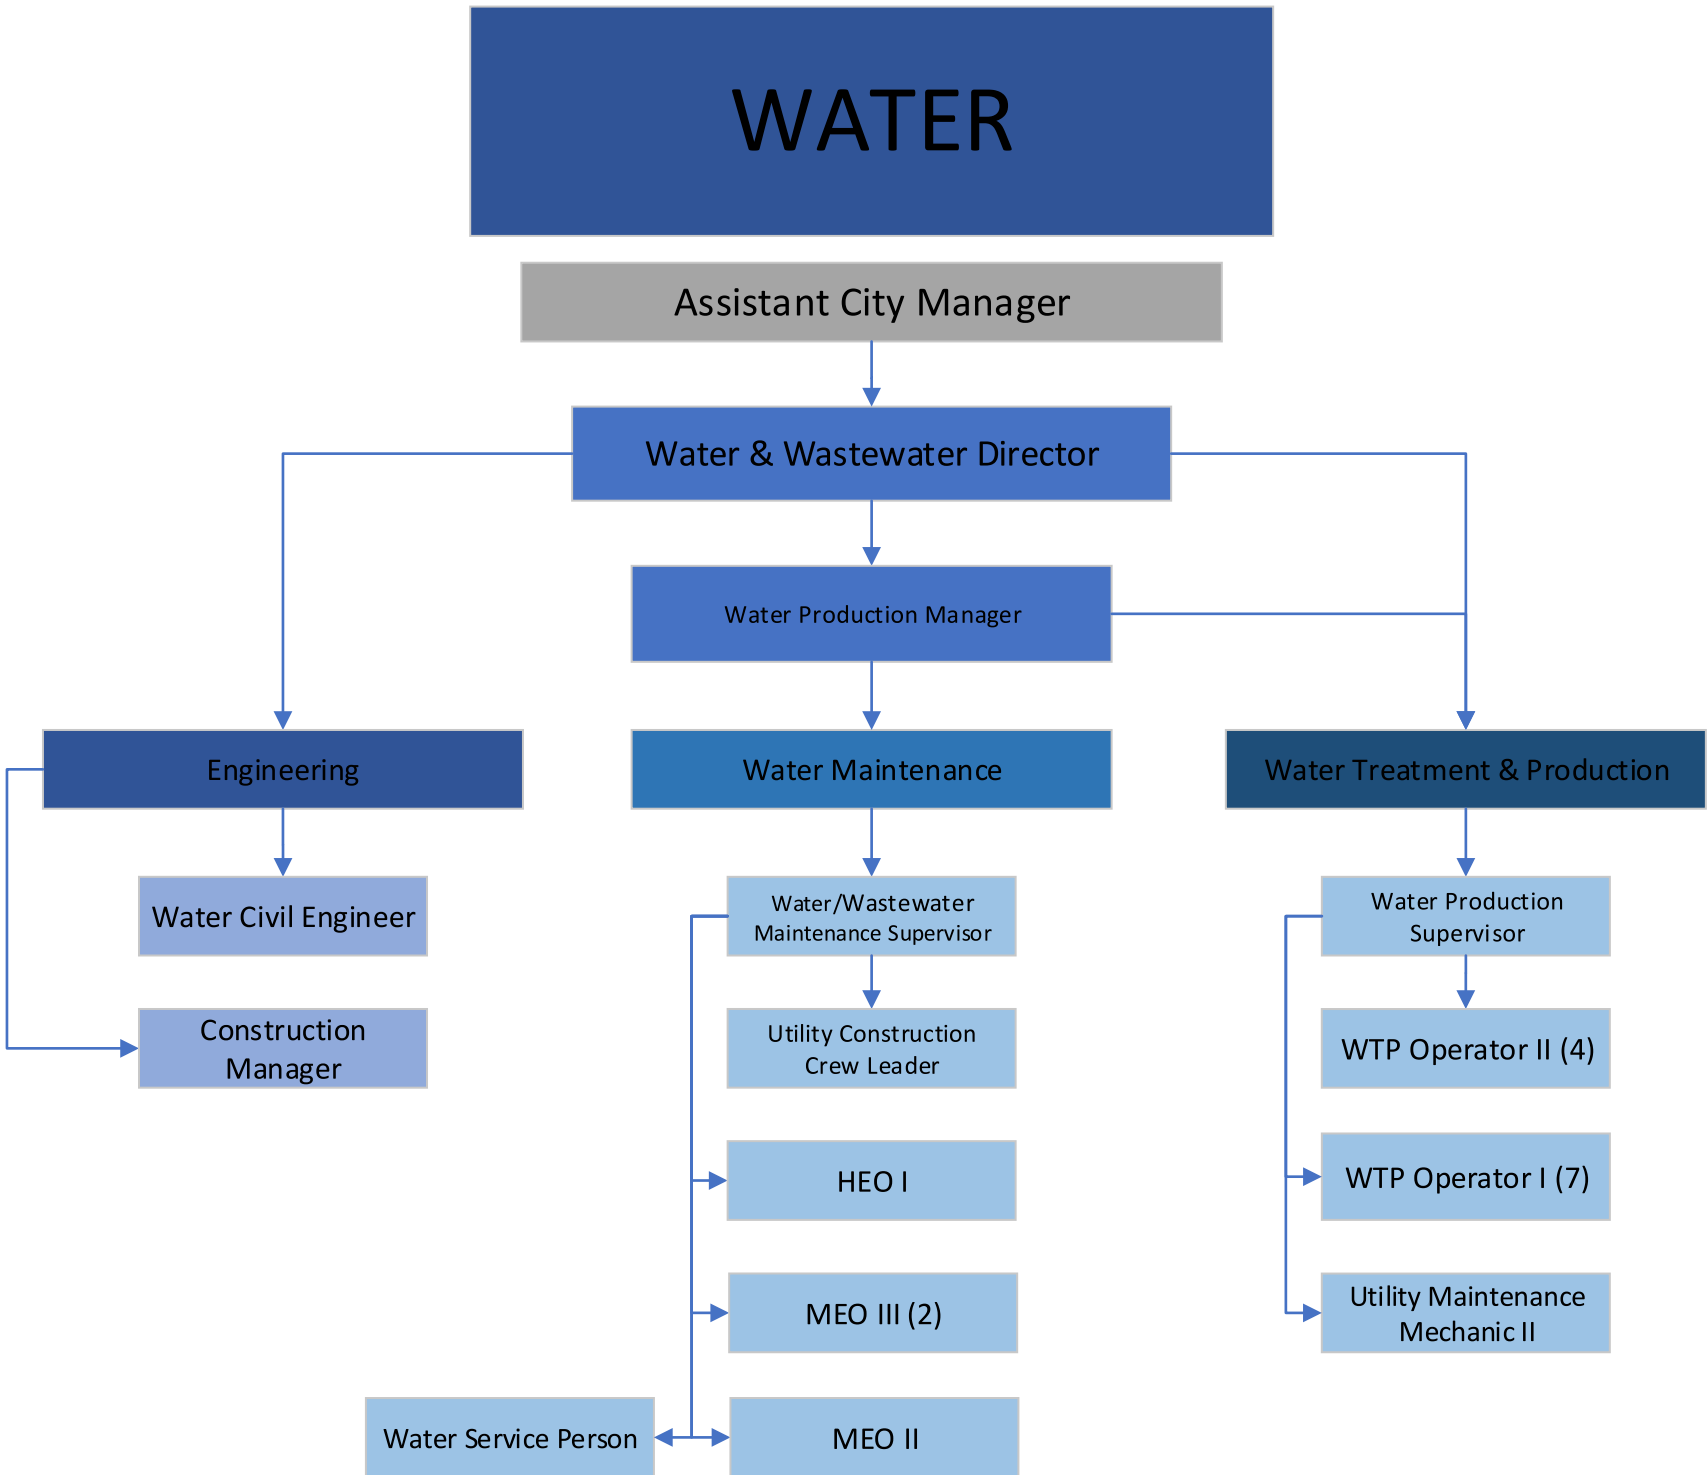 WATER
Assistant City Manager
Water & Wastewater Director
Water Production Manager
Engineering
Water Maintenance
Water Treatment & Production
Water Civil Engineer
Water/Wastewater
Maintenance Supervisor
Water Production
Supervisor
Construction
Manager
Utility Construction
Crew Leader
WTP Operator II (4)
HEO I
WTP Operator I (7)
MEO III (2)
Utility Maintenance
Mechanic II
Water Service Person
MEO II